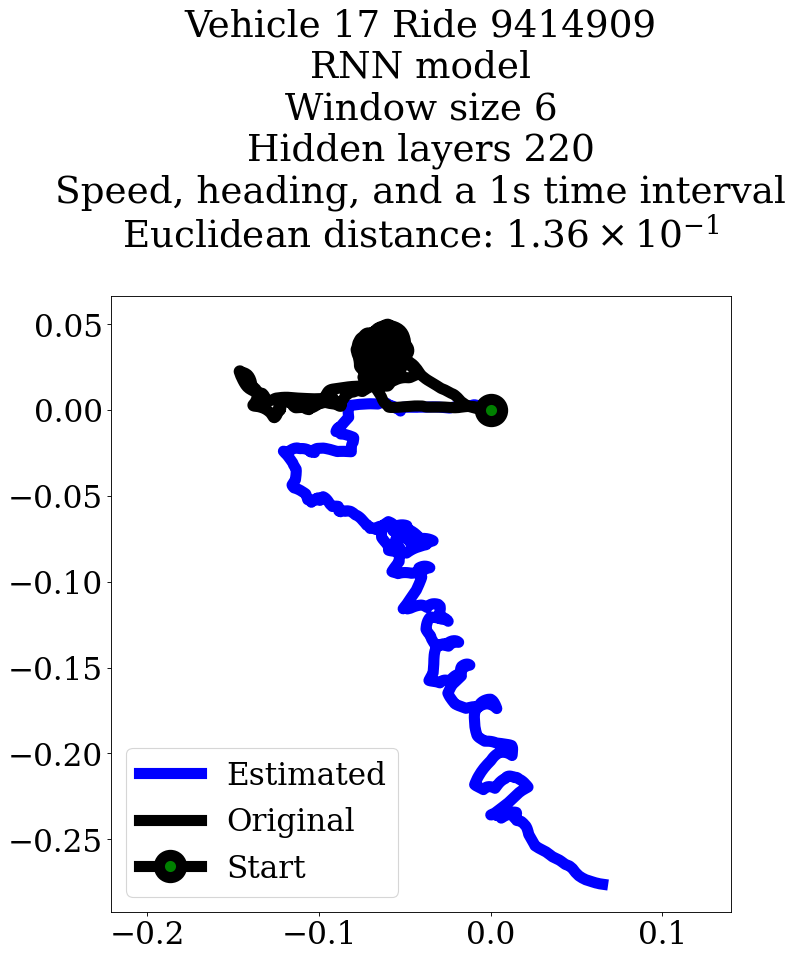 Vehicle 17 Ride 9414909
RNN model
Window size 6
Hidden layers 220
Speed, heading, and a 1s time interval
Euclidean distance: 1.36 × 10⁻¹
0.05
0.00
−0.05
−0.10
−0.15
−0.20
−0.25
Estimated
Original
Start
−0.2
−0.1
0.0
0.1